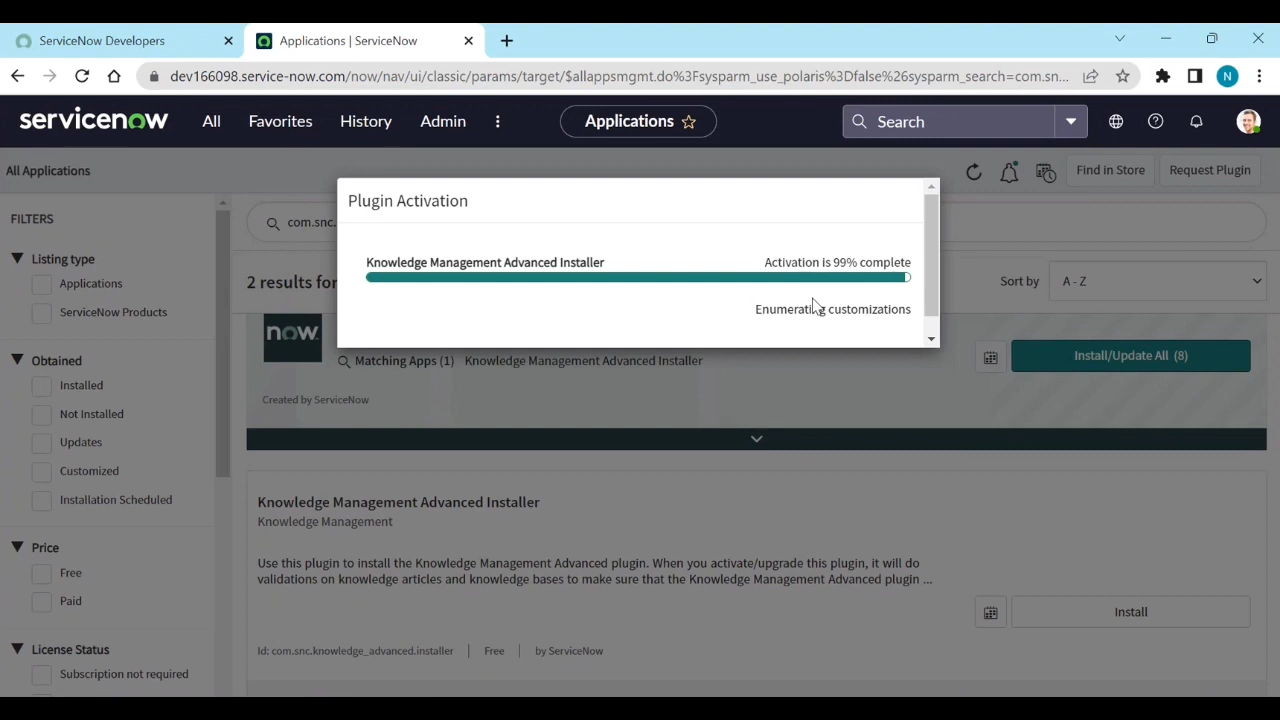 ServiceNow Developers
Applications | ServiceNow
dev166098.service-now.com/now/nav/ui/classic/params/target/$allappsmgmt.do%3Fsysparm_use_polaris%3Dfalse%26sysparm_search=com.sn...
N
servicenow
All
Favorites
History
Admin
Applications
Search
All Applications
Find in Store
Request Plugin
FILTERS
Listing type
Applications
ServiceNow Products
Obtained
Installed
Not Installed
Updates
Customized
Installation Scheduled
Price
Free
Paid
License Status
Subscription not required
com.snc.
2 results for
Sort by
A - Z
Plugin Activation
Knowledge Management Advanced Installer
Activation is 99% complete
Enumerating customizations
now
Matching Apps (1) Knowledge Management Advanced Installer
Install/Update All (8)
Created by ServiceNow
Knowledge Management Advanced Installer
Knowledge Management
Use this plugin to install the Knowledge Management Advanced plugin. When you activate/upgrade this plugin, it will do
validations on knowledge articles and knowledge bases to make sure that the Knowledge Management Advanced plugin ...
Install
Id: com.snc.knowledge_advanced.installer | Free | by ServiceNow